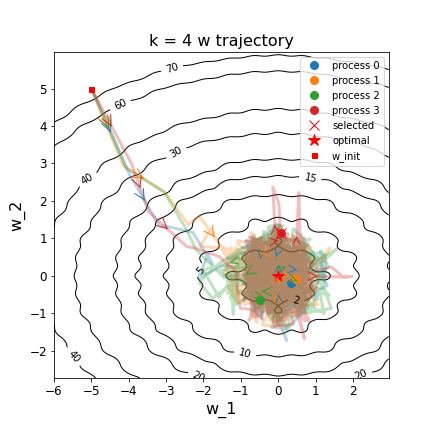 k = 4 w trajectory
process 0
process 1
process 2
process 3
selected
optimal
w_init
70
60
40
30
15
5
2
10
40
20
20
5
4
3
2
1
0
−1
−2
w_2
−6 −5 −4 −3 −2 −1 0 1 2
w_1